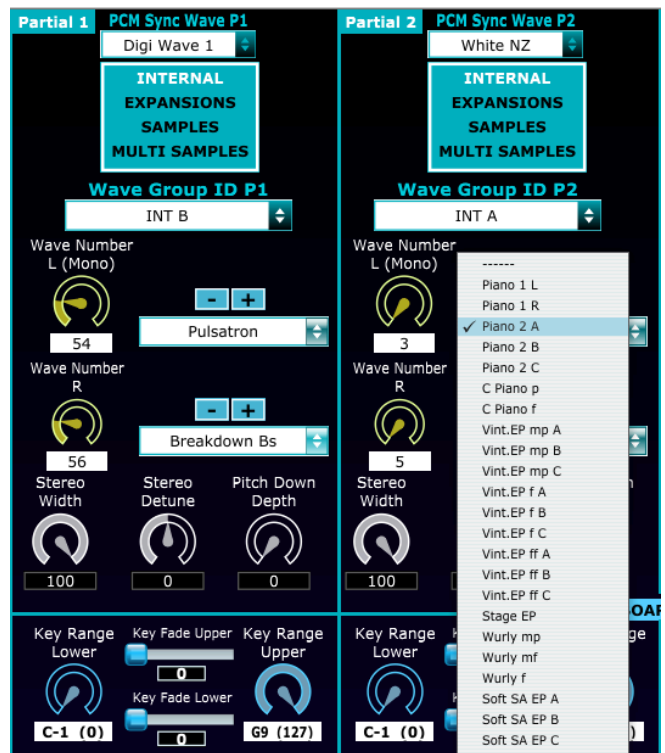 Partial 1
PCM Sync Wave P1
Digi Wave 1
INTERNAL
EXPANSIONS
SAMPLES
MULTI SAMPLES
Wave Group ID P1
INT B
Wave Number
L (Mono)
54
- +
Pulsatron
Wave Number
R
56
- +
Breakdown Bs
Stereo
Width
100
Stereo
Detune
0
Pitch Down
Depth
0
Key Range
Lower
C-1 (0)
Key Fade Upper
0
Key Fade Lower
0
Key Range
Upper
G9 (127)
Partial 2
PCM Sync Wave P2
White NZ
INTERNAL
EXPANSIONS
SAMPLES
MULTI SAMPLES
Wave Group ID P2
INT A
Wave Number
L (Mono)
3
Wave Number
R
5
Stereo
Width
100
Key Range
Lower
C-1 (0)
------
Piano 1 L
Piano 1 R
✓ Piano 2 A
Piano 2 B
Piano 2 C
C Piano p
C Piano f
Vint.EP mp A
Vint.EP mp B
Vint.EP mp C
Vint.EP f A
Vint.EP f B
Vint.EP f C
Vint.EP ff A
Vint.EP ff B
Vint.EP ff C
Stage EP
Wurly mp
Wurly mf
Wurly f
Soft SA EP A
Soft SA EP B
Soft SA EP C